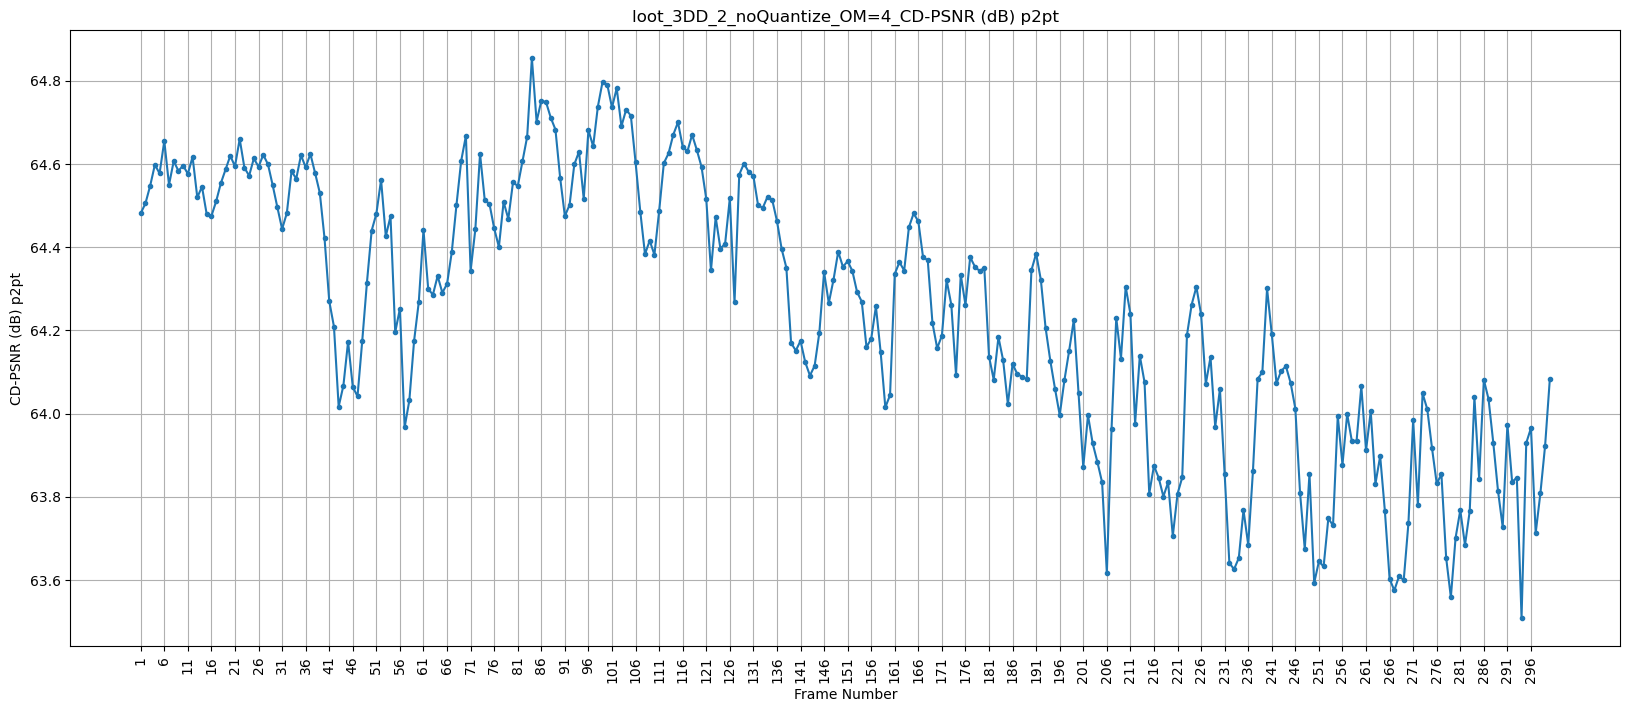 loot_3DD_2_noQuantize_OM=4_CD-PSNR (dB) p2pt
CD-PSNR (dB) p2pt
64.8
64.6
64.4
64.2
64.0
63.8
63.6
1 6 11 16 21 26 31 36 41 46 51 56 61 66 71 76 81 86 91 96 101 106 111 116 121 126 131 136 141 146 151 156 161 166 171 176 181 186 191 196 201 206 211 216 221 226 231 236 241 246 251 256 261 266 271 276 281 286 291 296
Frame Number